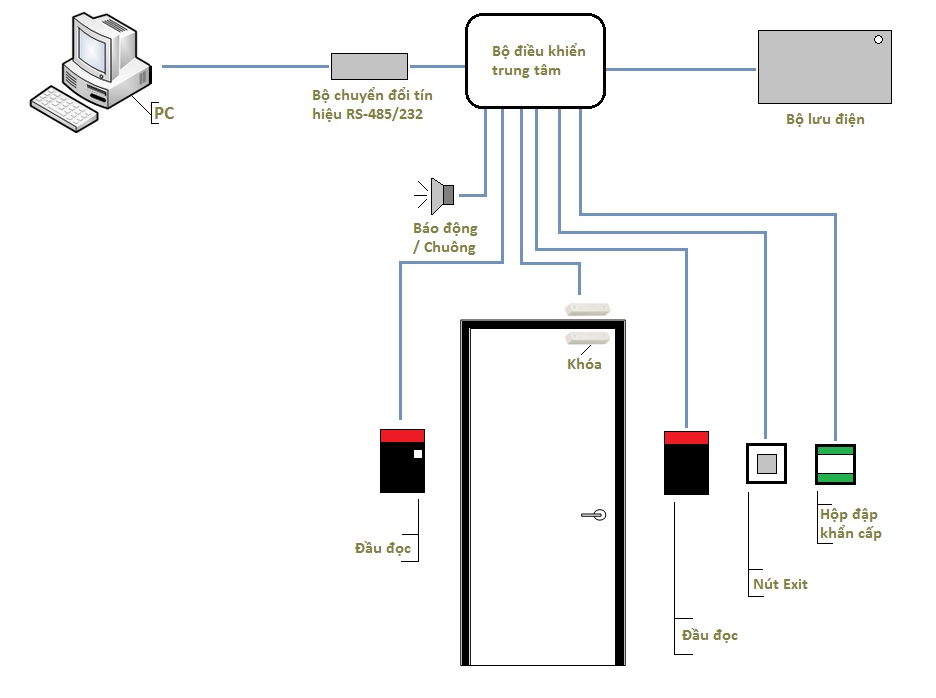 Bộ điều khiển
trung tâm
PC
Bộ chuyển đổi tín
hiệu RS-485/232
Bộ lưu điện
Báo động
/ Chuông
Khóa
Đầu đọc
Hộp đập
khẩn cấp
Nút Exit
Đầu đọc